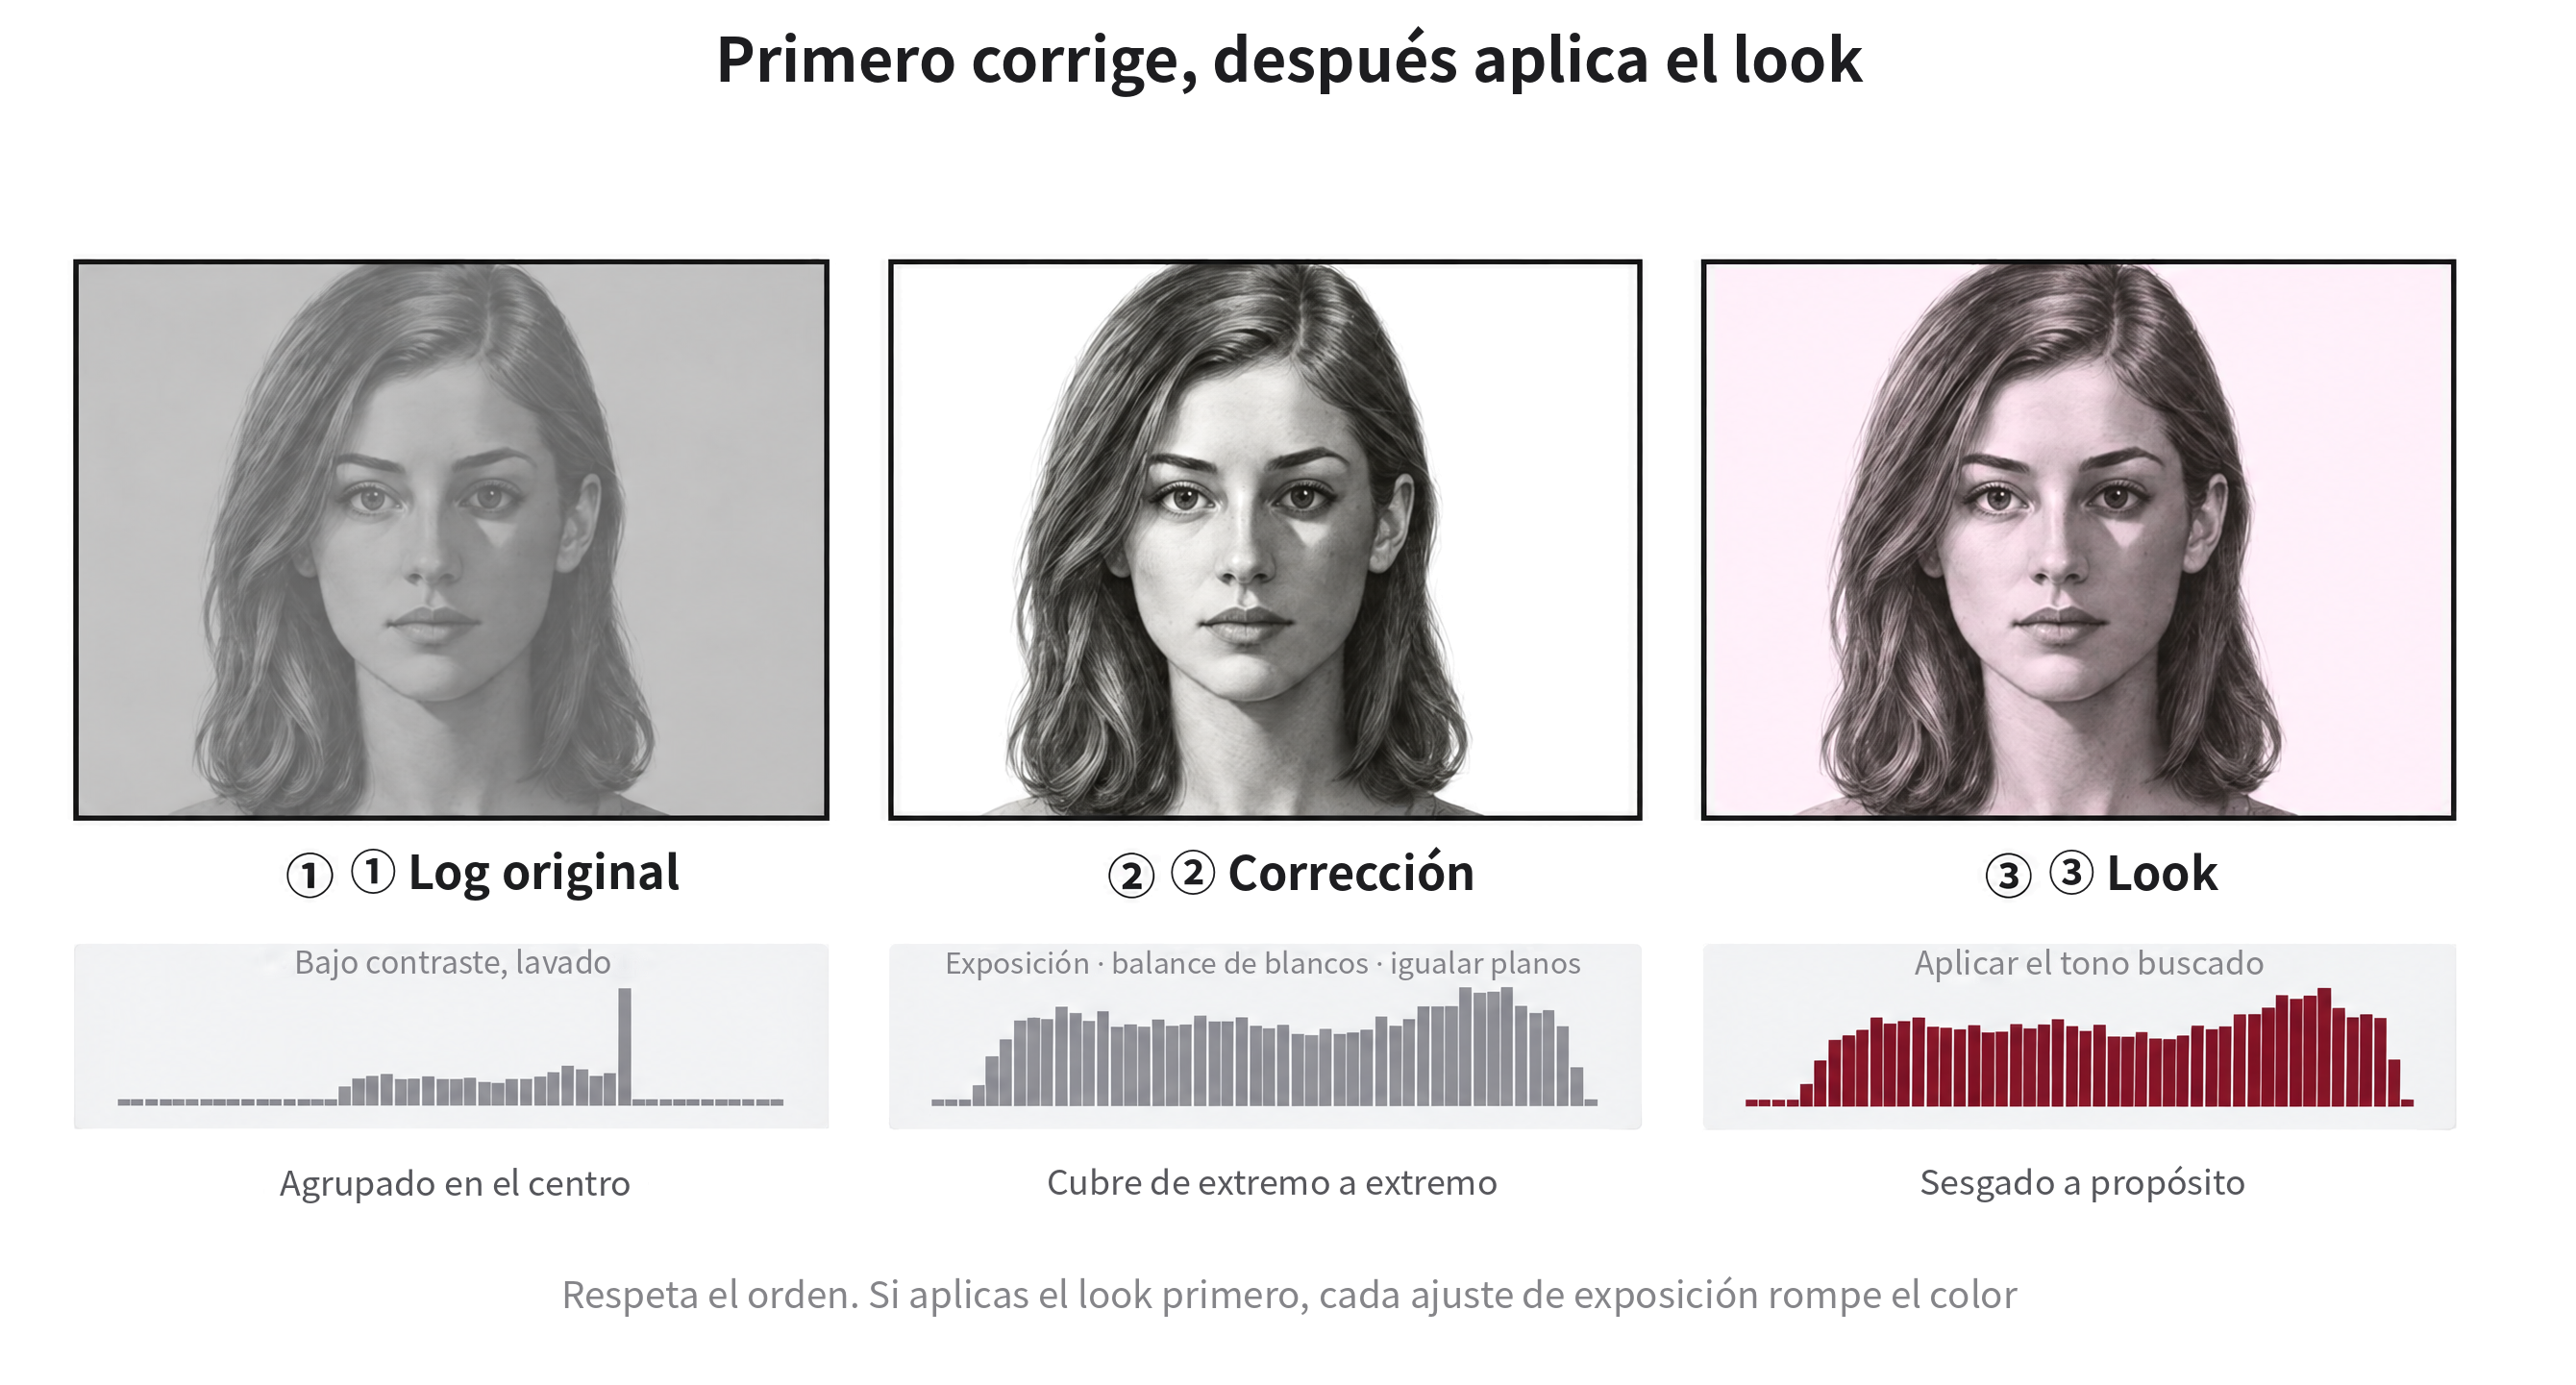 Primero corrige, después aplica el look
① ① Log original
② ② Corrección
③ ③ Look
Bajo contraste, lavado
Exposición · balance de blancos · igualar planos
Aplicar el tono buscado
Agrupado en el centro
Cubre de extremo a extremo
Sesgado a propósito
Respeta el orden. Si aplicas el look primero, cada ajuste de exposición rompe el color